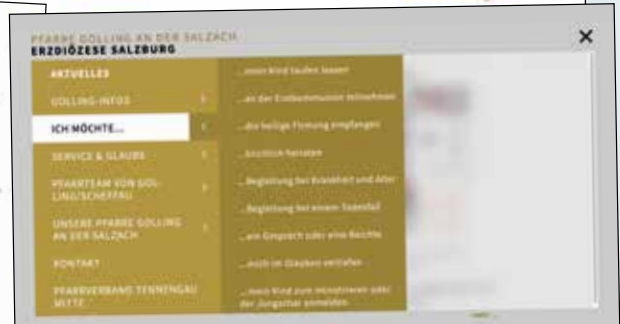 PFARRE GOLLING AN DER SALZACH
ERZDIÖZESE SALZBURG
AKTUELLES
GOLLING-INFOS
ICH MÖCHTE...
SERVICE & GLAUBE
PFARRTEAM VON GOL-
LING/SCHEFFAU
UNSERE PFARRE GOLLING
AN DER SALZACH
KONTAKT
PFARRVERBAND TENNENGAU
MITTE
...mein Kind taufen lassen
...an der Erstkommunion teilnehmen
...die heilige Firmung empfangen
...kirchlich heiraten
...Begleitung bei Krankheit und Alter
...Begleitung bei einem Todesfall
...ein Gespräch oder eine Beichte
...mich im Glauben vertiefen
...mein Kind zum ministrieren oder
der Jungschar anmelden